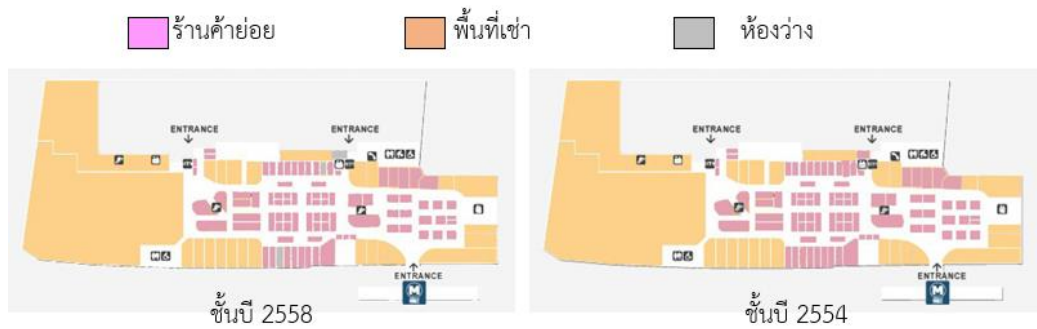 ร้านค้าย่อย
พื้นที่เช่า
ห้องว่าง
ENTRANCE
ENTRANCE
ENTRANCE
M
ชั้นบี 2558
ENTRANCE
ENTRANCE
ENTRANCE
M
ชั้นบี 2554